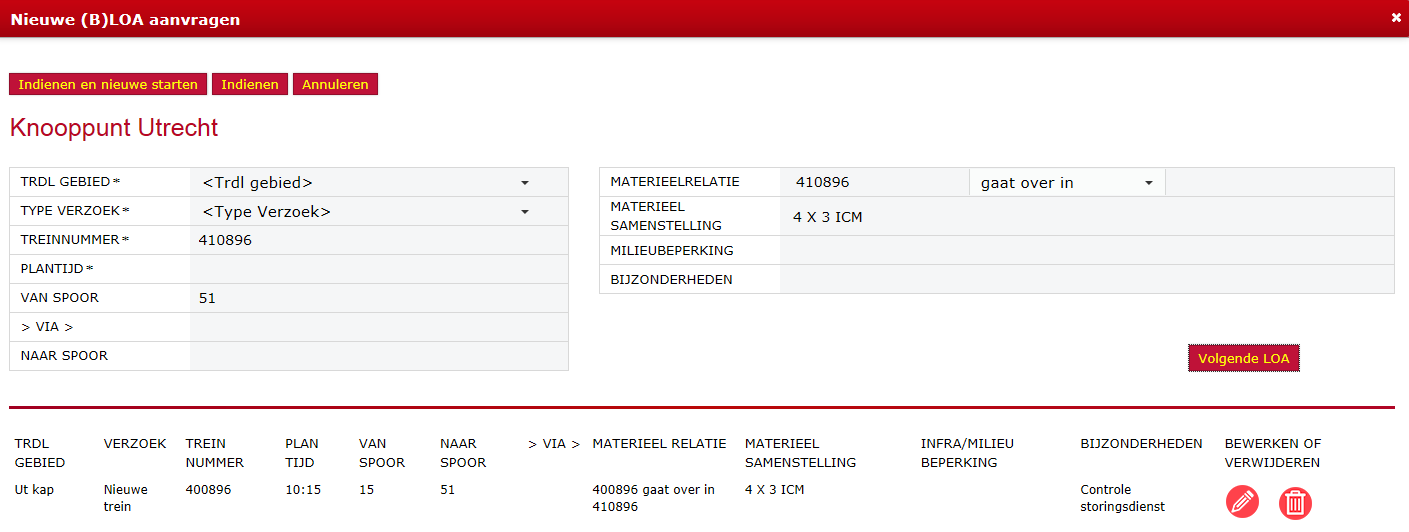 Nieuwe (B)LOA aanvragen
Indienen en nieuwe starten Indienen Annuleren
Knooppunt Utrecht
TRDL GEBIED* <Trdl gebied>
TYPE VERZOEK* <Type Verzoek>
TREINNUMMER* 410896
PLANTIJD*
VAN SPOOR 51
> VIA >
NAAR SPOOR
MATERIEELRELATIE 410896 gaat over in
MATERIEEL
SAMENSTELLING 4 X 3 ICM
MILIEUBEPERKING
BIJZONDERHEDEN
Volgende LOA
TRDL VERZOEK TREIN PLAN VAN NAAR > VIA > MATERIEEL RELATIE MATERIEEL INFRA/MILIEU BIJZONDERHEDEN BEWERKEN OF
GEBIED NUMMER TIJD SPOOR SPOOR SAMENSTELLING BEPERKING VERWIJDEREN
Ut kap Nieuwe 400896 10:15 15 51 400896 gaat over in 4 X 3 ICM Controle
trein 410896 storingsdienst